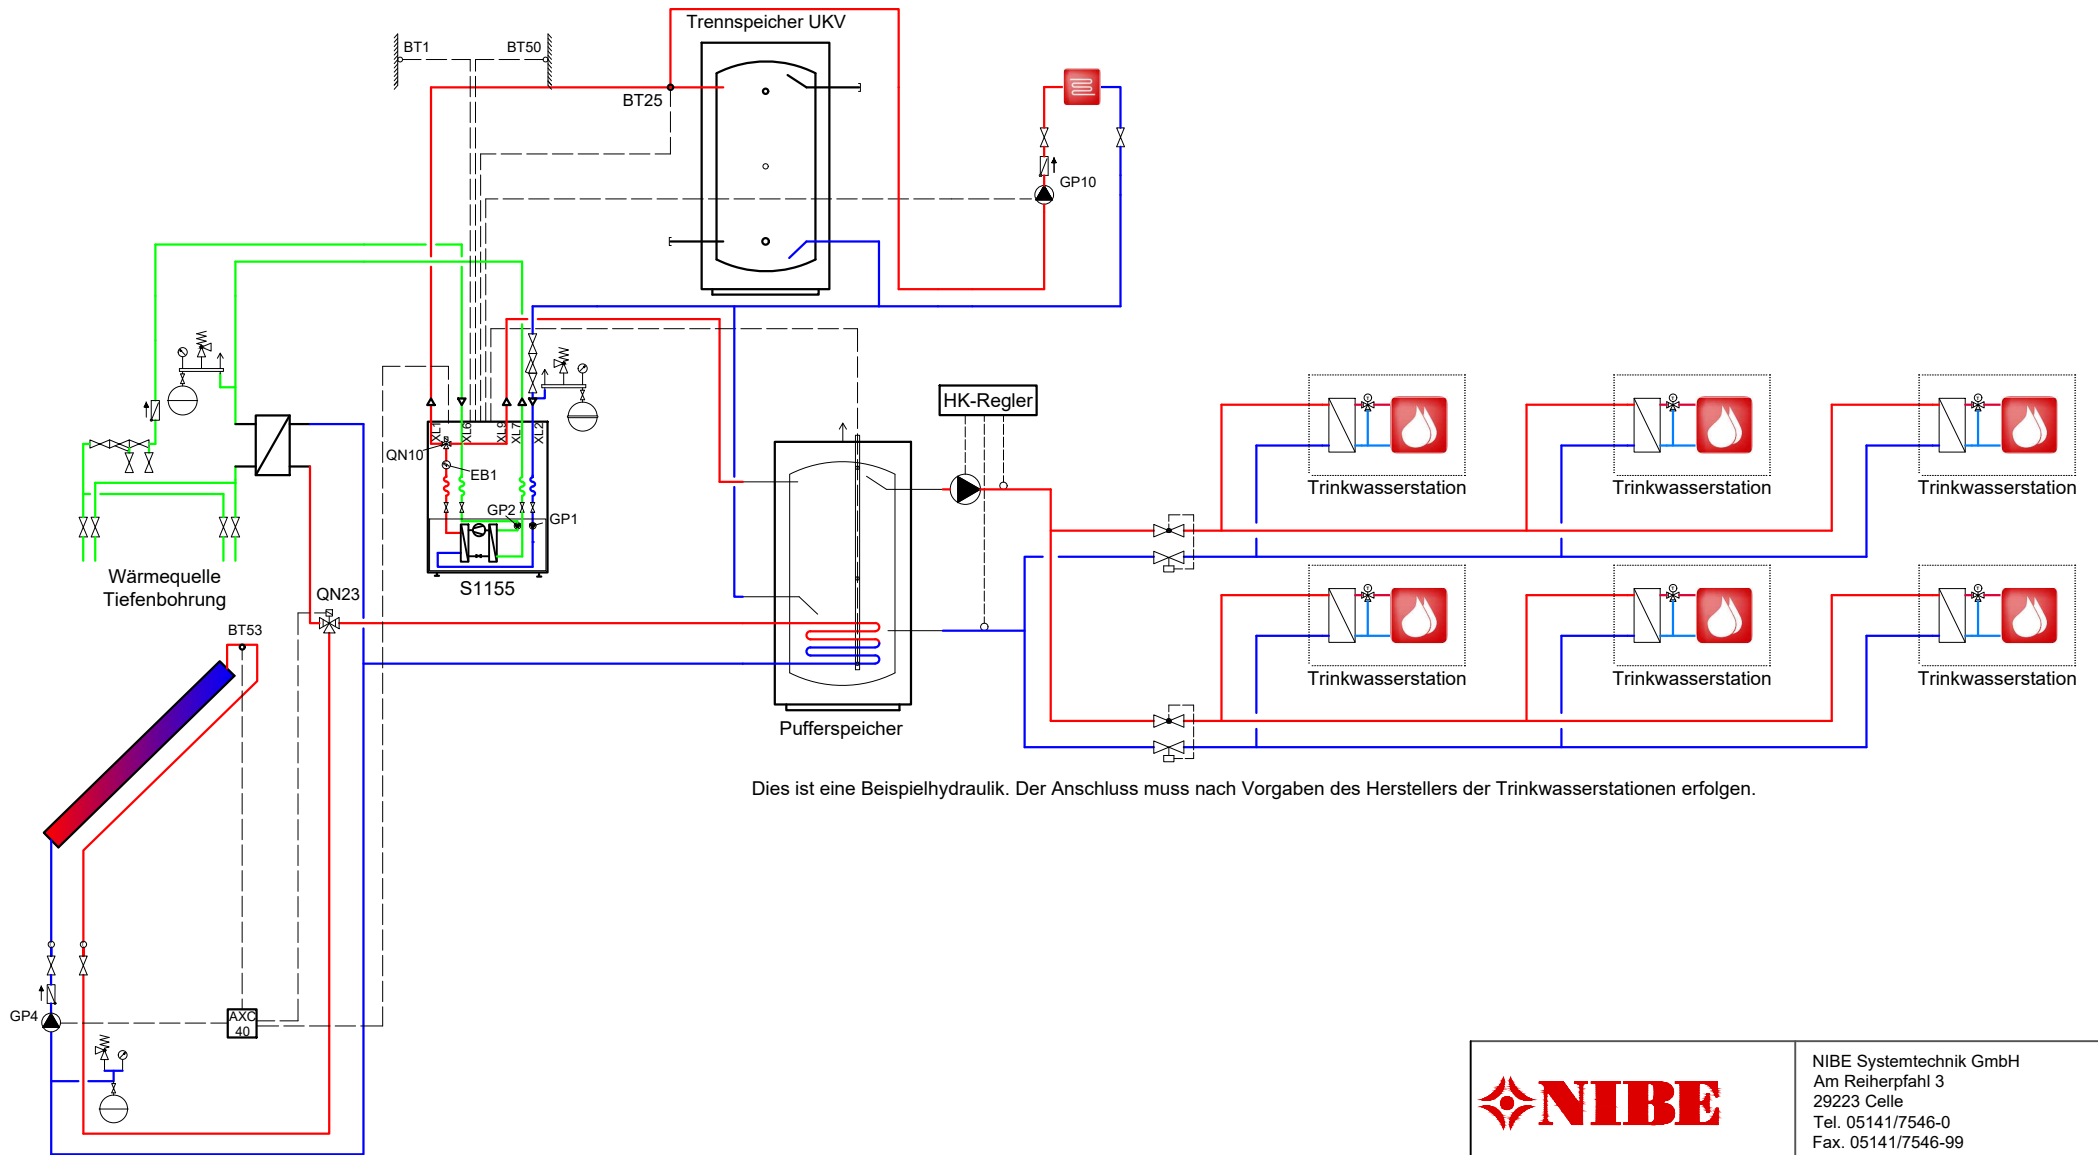 Trennspeicher UKV
BT1
BT50
BT25
GP10
XL1
XL6
XL9
XL7
XL2
QN10
EB1
GP2
GP1
S1155
HK-Regler
Trinkwasserstation
Trinkwasserstation
Trinkwasserstation
Wärmequelle
Tiefenbohrung
QN23
BT53
Trinkwasserstation
Trinkwasserstation
Trinkwasserstation
Pufferspeicher
Dies ist eine Beispielhydraulik. Der Anschluss muss nach Vorgaben des Herstellers der Trinkwasserstationen erfolgen.
GP4
AXC
40
NIBE
NIBE Systemtechnik GmbH
Am Reiherpfahl 3
29223 Celle
Tel. 05141/7546-0
Fax. 05141/7546-99